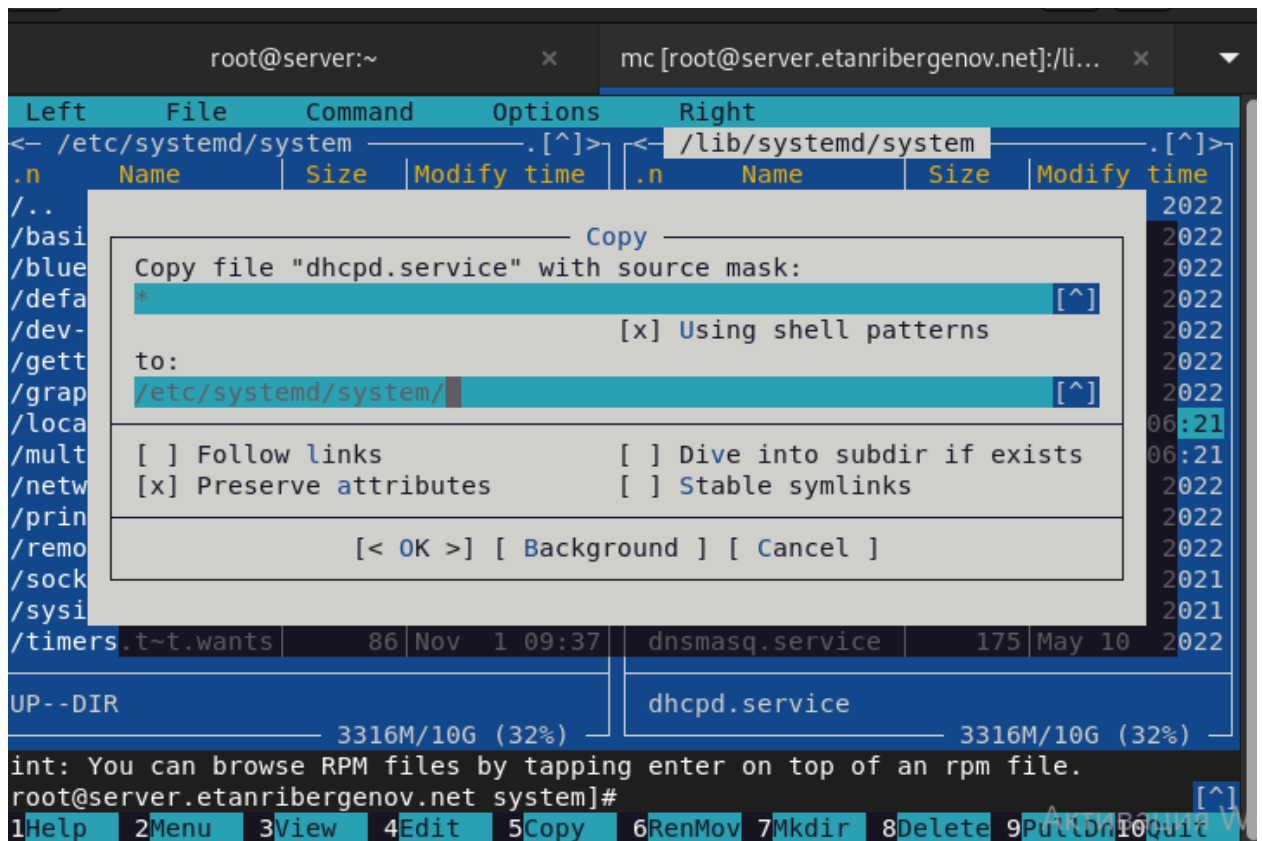 root@server:~ × mc [root@server.etanribergenov.net]:/li... ×
Left File Command Options Right
<— /etc/systemd/system .[^]> <— /lib/systemd/system .[^]>
.n Name Size Modify time .n Name Size Modify time
/.. 2022
/basi Copy 2022
/blue Copy file "dhcpd.service" with source mask: 2022
/defa * [^] 2022
/dev- [x] Using shell patterns 2022
/gett to: 2022
/grap /etc/systemd/system/ [^] 2022
/loca 06:21
/mult [ ] Follow links [ ] Dive into subdir if exists 06:21
/netw [x] Preserve attributes [ ] Stable symlinks 2022
/prin 2022
/remo [< OK >] [ Background ] [ Cancel ] 2022
/sock 2021
/sysi 2021
/timers.t~t.wants 86 Nov 1 09:37 dnsmasq.service 175 May 10 2022
UP--DIR dhcpd.service
3316M/10G (32%) 3316M/10G (32%)
int: You can browse RPM files by tapping enter on top of an rpm file.
root@server.etanribergenov.net system]# [^]
1Help 2Menu 3View 4Edit 5Copy 6RenMov 7Mkdir 8Delete 9PullDn10Quit
Активация W